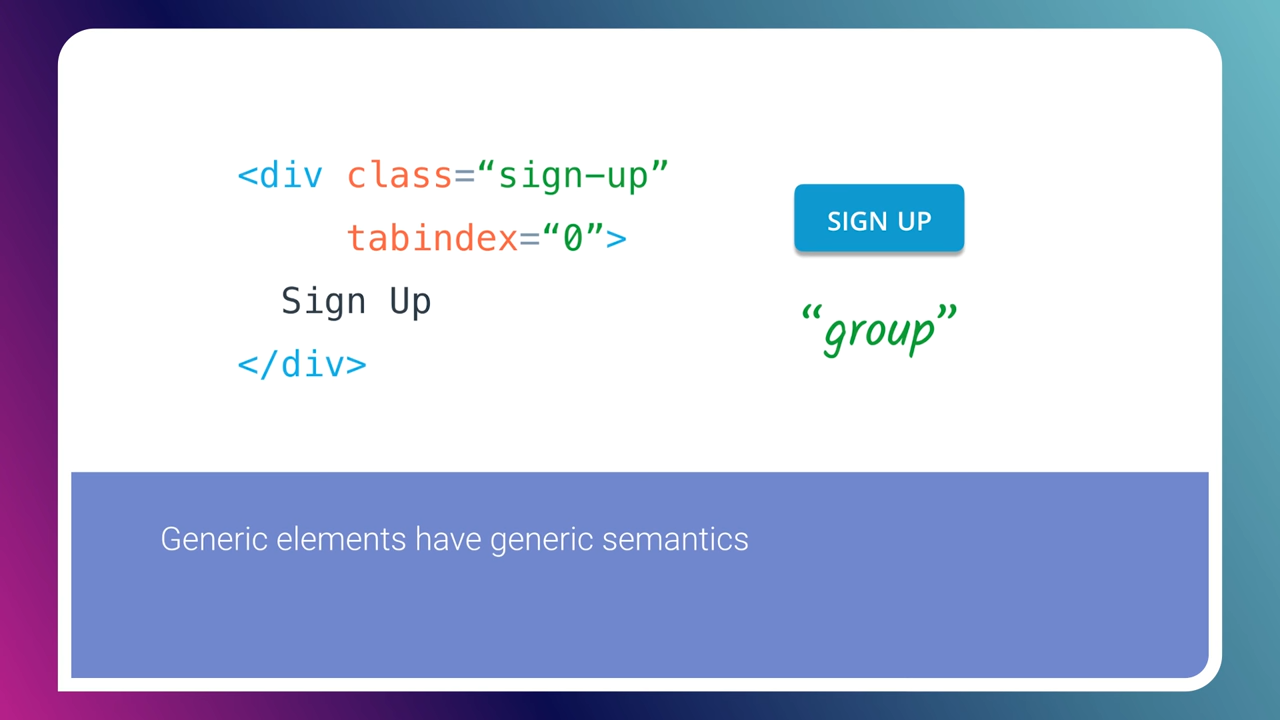 <div class=“sign-up”
tabindex=“0”>
Sign Up
</div>
SIGN UP
“group”
Generic elements have generic semantics